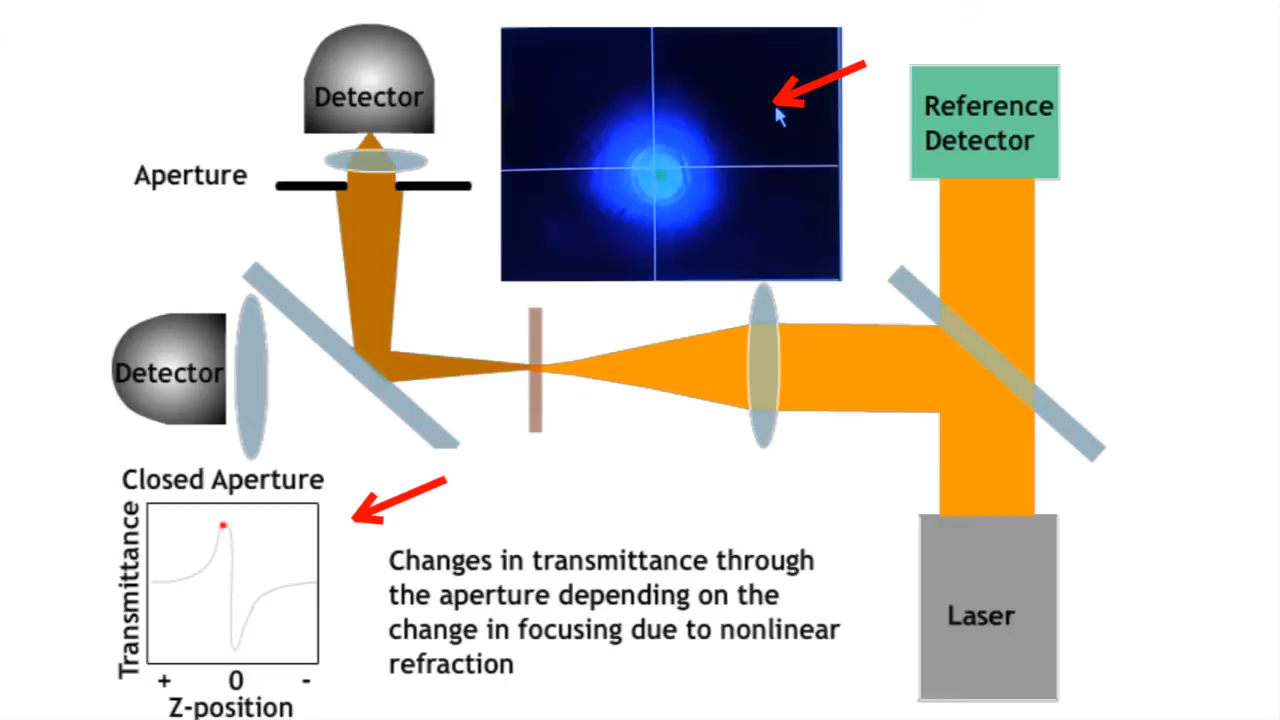 Detector
Reference
Detector
Aperture
Detector
Closed Aperture
Transmittance
+ 0 -
Z-position
Changes in transmittance through
the aperture depending on the
change in focusing due to nonlinear
refraction
Laser